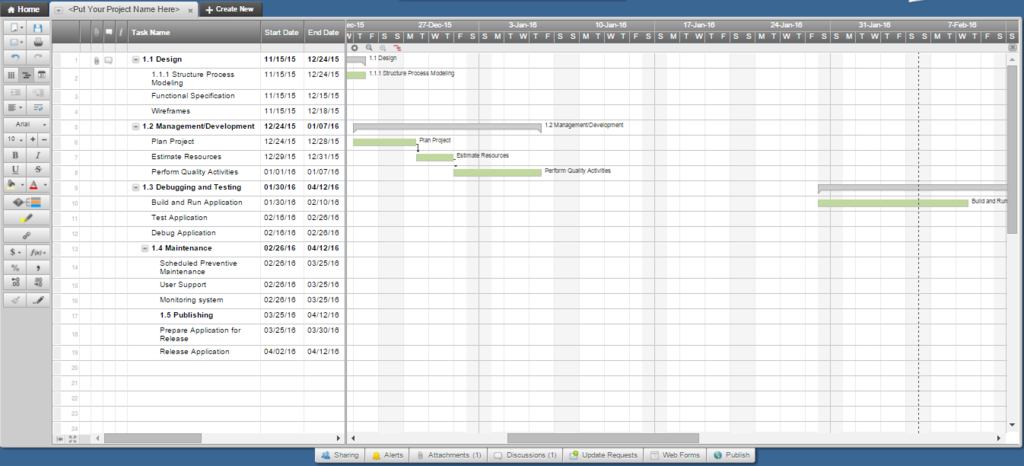 Home
<Put Your Project Name Here>
Create New
Task Name Start Date End Date
ec-15 27-Dec-15 3-Jan-16 10-Jan-16 17-Jan-16 24-Jan-16 31-Jan-16 7-Feb-16
W T F S S M T W T F S S M T W T F S S M T W T F S S M T W T F S S M T W T F S S M T W T F S S M T W T F S S
1 1.1 Design 11/15/15 12/24/15 1.1 Design
2 1.1.1 Structure Process 11/15/15 12/24/15 1.1.1 Structure Process Modeling
Modeling
3 Functional Specification 11/15/15 12/15/15
4 Wireframes 11/15/15 12/18/15
5 1.2 Management/Development 12/24/15 01/07/16 1.2 Management/Development
6 Plan Project 12/24/15 12/28/15 Plan Project
7 Estimate Resources 12/29/15 12/31/15 Estimate Resources
8 Perform Quality Activities 01/01/16 01/07/16 Perform Quality Activities
9 1.3 Debugging and Testing 01/30/16 04/12/16
10 Build and Run Application 01/30/16 02/10/16 Build and Run
11 Test Application 02/16/16 02/26/16
12 Debug Application 02/16/16 02/26/16
13 1.4 Maintenance 02/26/16 04/12/16
14 Scheduled Preventive 02/26/16 03/25/16
Maintenance
15 User Support 02/26/16 03/25/16
16 Monitoring system 02/26/16 03/25/16
17 1.5 Publishing 03/25/16 04/12/16
18 Prepare Application for 03/25/16 03/30/16
Release
19 Release Application 04/02/16 04/12/16
20
21
22
23
24
Arial
10
B I
U S
A
$ f(x)
%
Sharing Alerts Attachments (1) Discussions (1) Update Requests Web Forms Publish